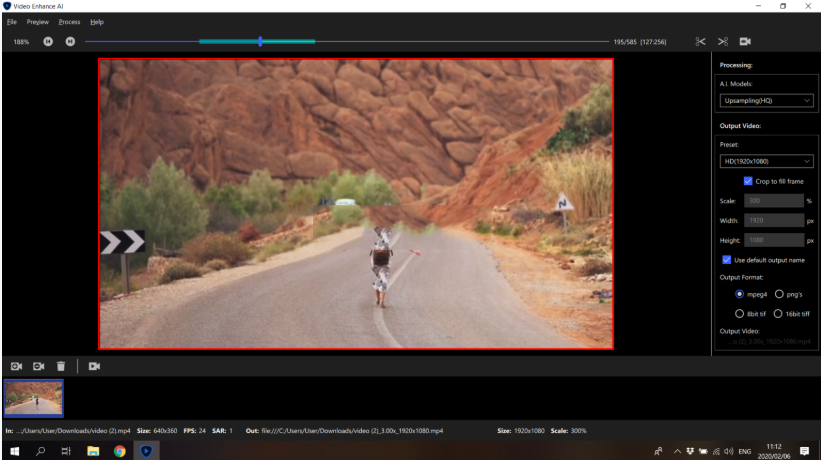 Video Enhance AI
File Preview Process Help
188%
195/585 [127:256]
Processing:
A.I. Models:
Upsampling(HQ)
Output Video:
Preset:
HD(1920x1080)
Crop to fill frame
Scale: 300 %
Width: 1920 px
Height: 1080 px
Use default output name
Output Format:
mpeg4 png's
8bit tif 16bit tiff
Output Video:
... o (2)_3.00x_1920x1080.mp4
In: .../Users/User/Downloads/video (2).mp4 Size: 640x360 FPS: 24 SAR: 1 Out: file:///C:/Users/User/Downloads/video (2)_3.00x_1920x1080.mp4 Size: 1920x1080 Scale: 300%
ENG
11:12
2020/02/06